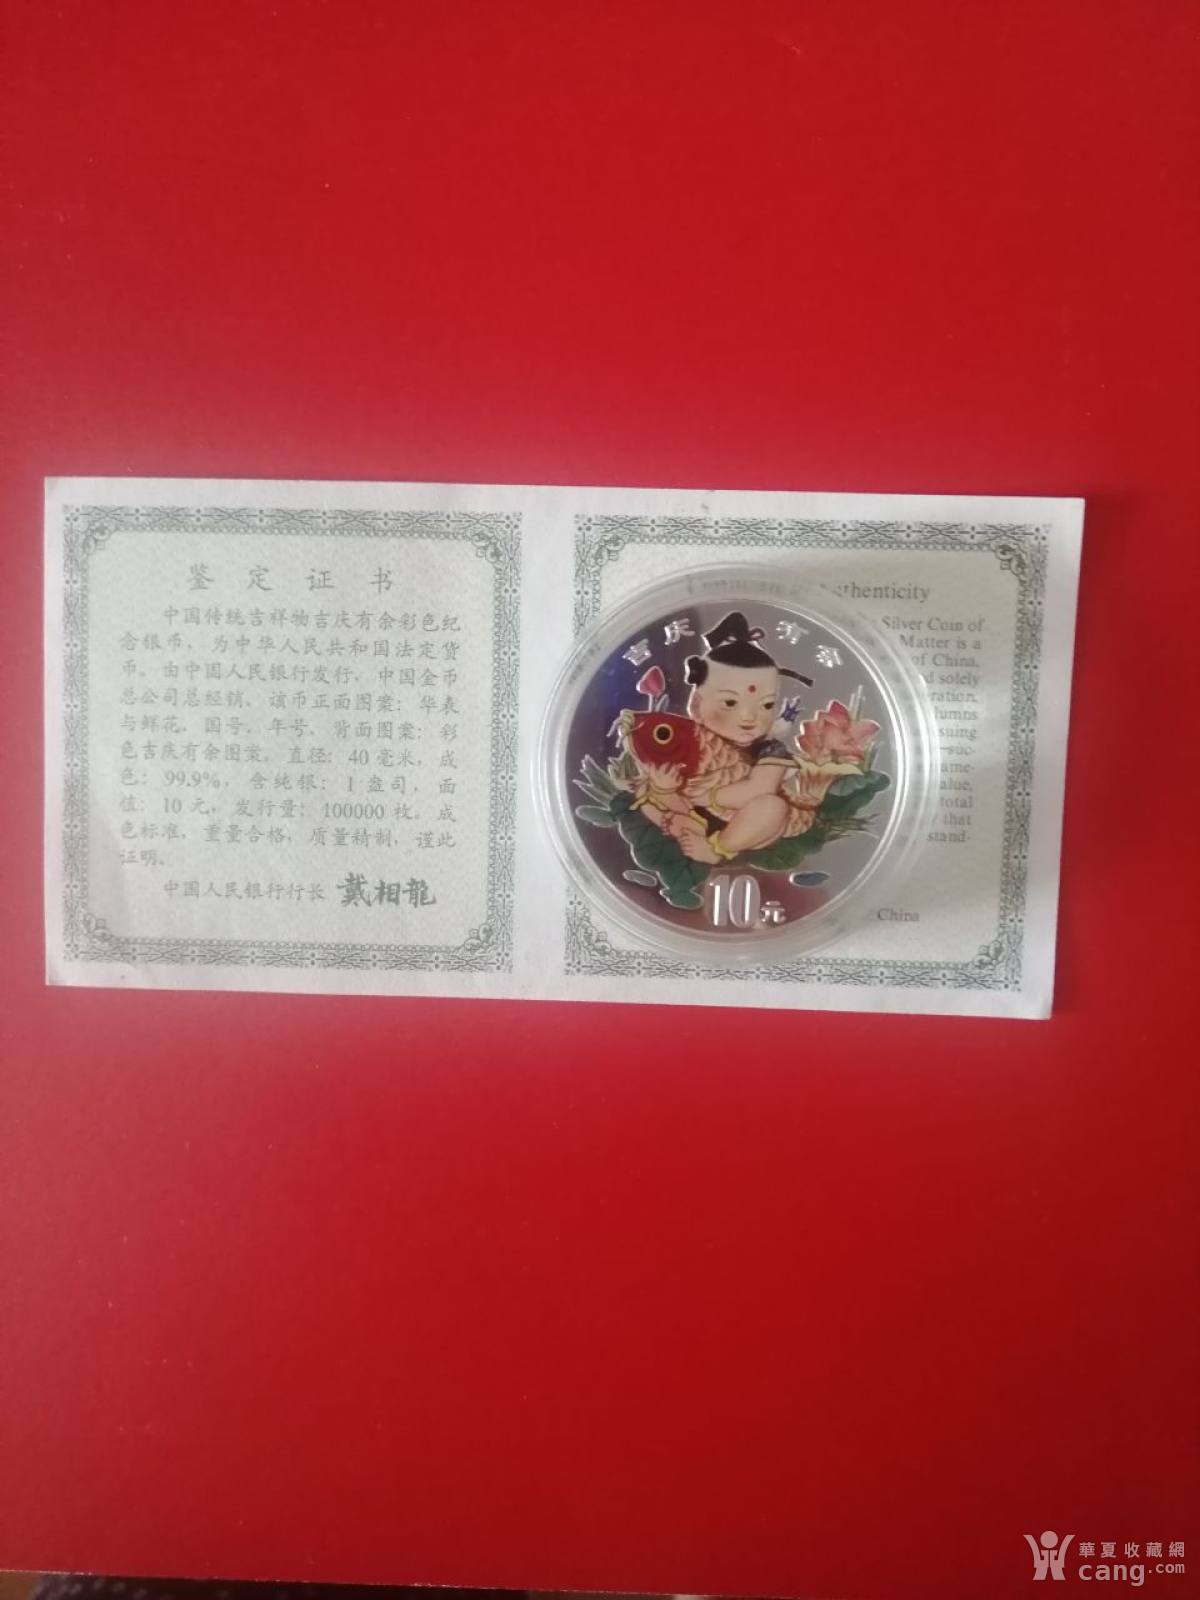 鉴定证书
中国传统吉祥物吉庆有余彩色纪
念银币，为中华人民共和国法定货
币。由中国人民银行发行，中国金币
总公司总经销。该币正面图案：华表
与鲜花，国号，年号。背面图案：彩
色吉庆有余图案。直径：40毫米，成
色：99.9%，含纯银：1盎司，面
值：10元，发行量：100000枚。成
色标准，重量合格，质量精制，谨此
证明。
中国人民银行行长 戴相龍
吉庆有余
10元
Silver Coin of
Matter is a
of China.
solely
China
華夏收藏網
cang.com